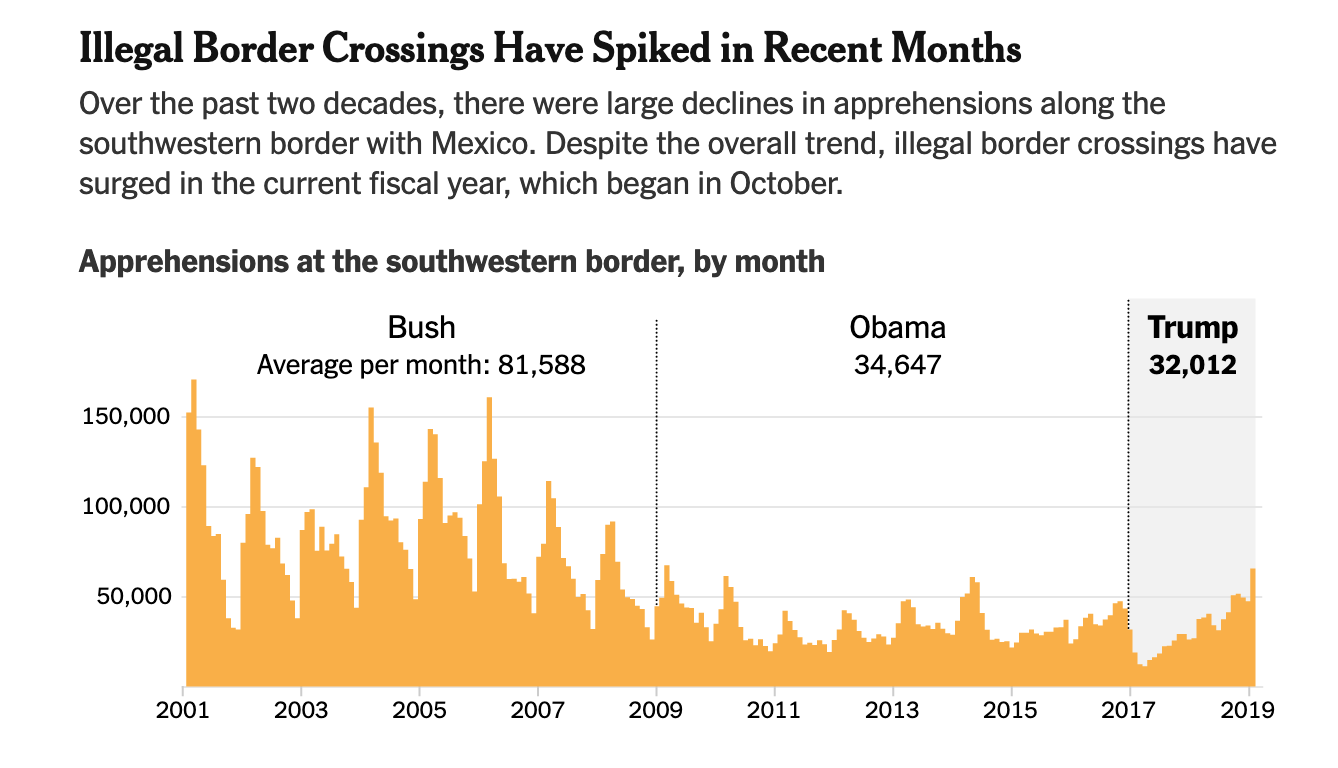 Illegal Border Crossings Have Spiked in Recent Months
Over the past two decades, there were large declines in apprehensions along the
southwestern border with Mexico. Despite the overall trend, illegal border crossings have
surged in the current fiscal year, which began in October.
Apprehensions at the southwestern border, by month
Bush
Average per month: 81,588
Obama
34,647
Trump
32,012
150,000
100,000
50,000
2001
2003
2005
2007
2009
2011
2013
2015
2017
2019